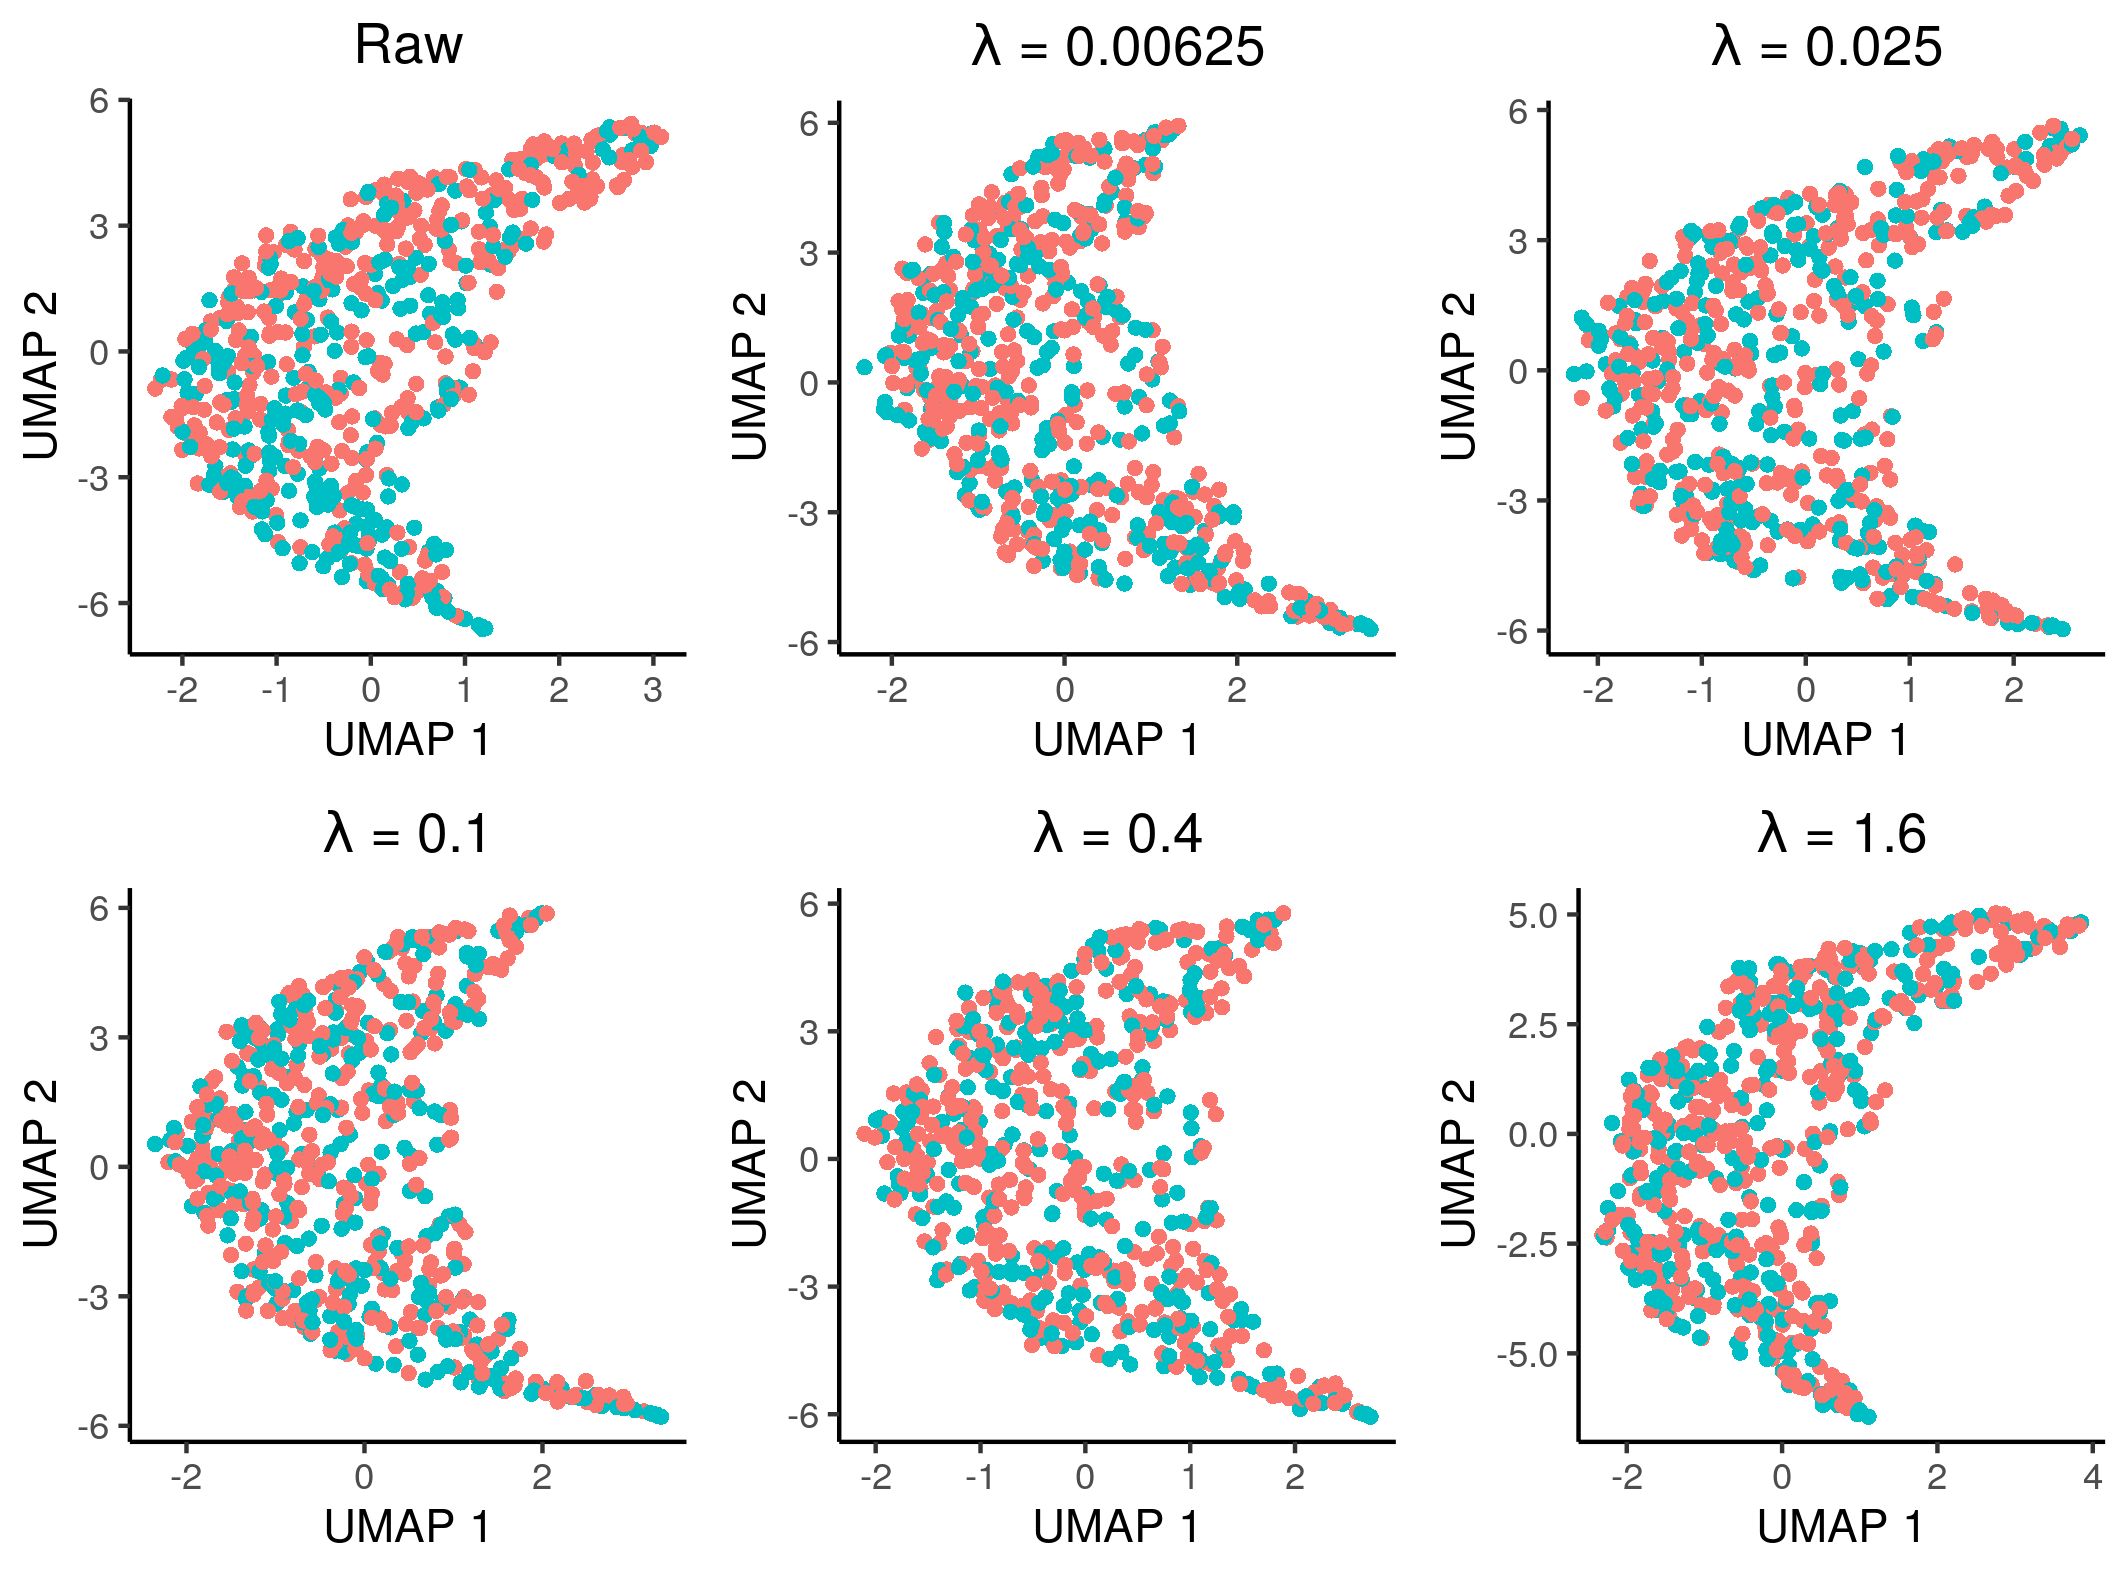 Raw
6
3
0
-3
-6
UMAP 2
-2 -1 0 1 2 3
UMAP 1
λ = 0.00625
6
3
0
-3
-6
UMAP 2
-2 0 2
UMAP 1
λ = 0.025
6
3
0
-3
-6
UMAP 2
-2 -1 0 1 2
UMAP 1
λ = 0.1
6
3
0
-3
-6
UMAP 2
-2 0 2
UMAP 1
λ = 0.4
6
3
0
-3
-6
UMAP 2
-2 -1 0 1 2
UMAP 1
λ = 1.6
5.0
2.5
0.0
-2.5
-5.0
UMAP 2
-2 0 2 4
UMAP 1